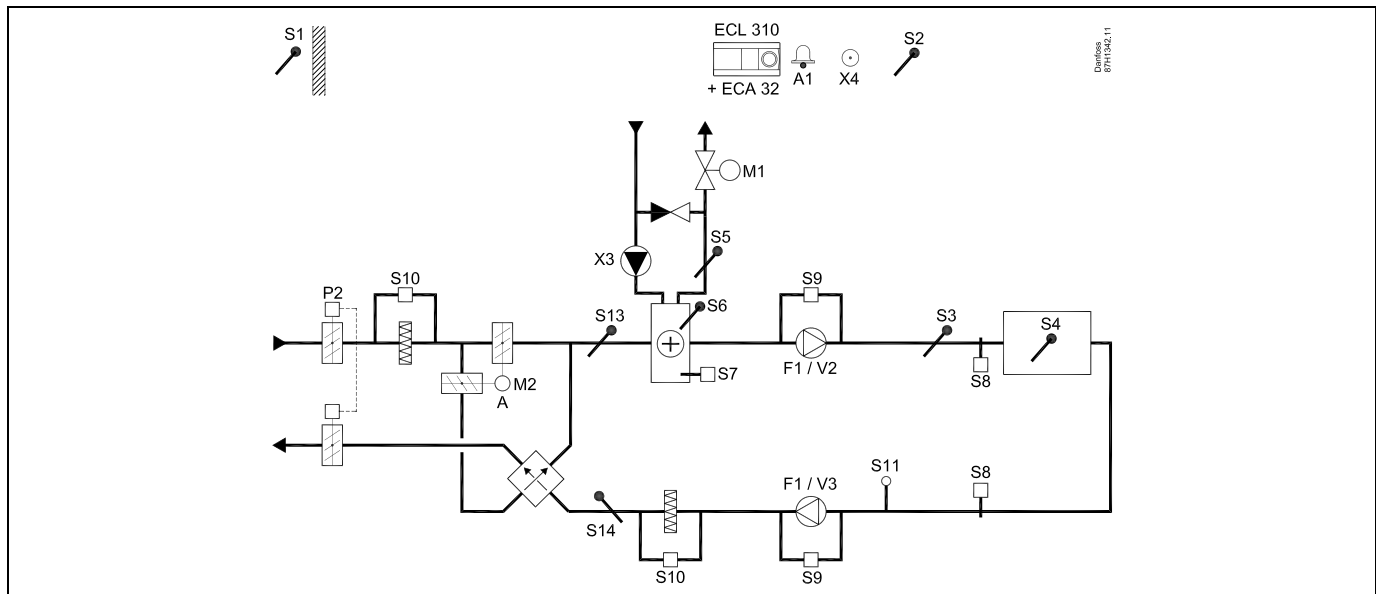 S1
ECL 310
+ ECA 32
A1
X4
S2
Danfoss
87H1342.11
M1
S5
X3
S6
S7
P2
S10
M2
A
S13
S9
F1 / V2
S3
S8
S4
S14
S10
F1 / V3
S9
S11
S8